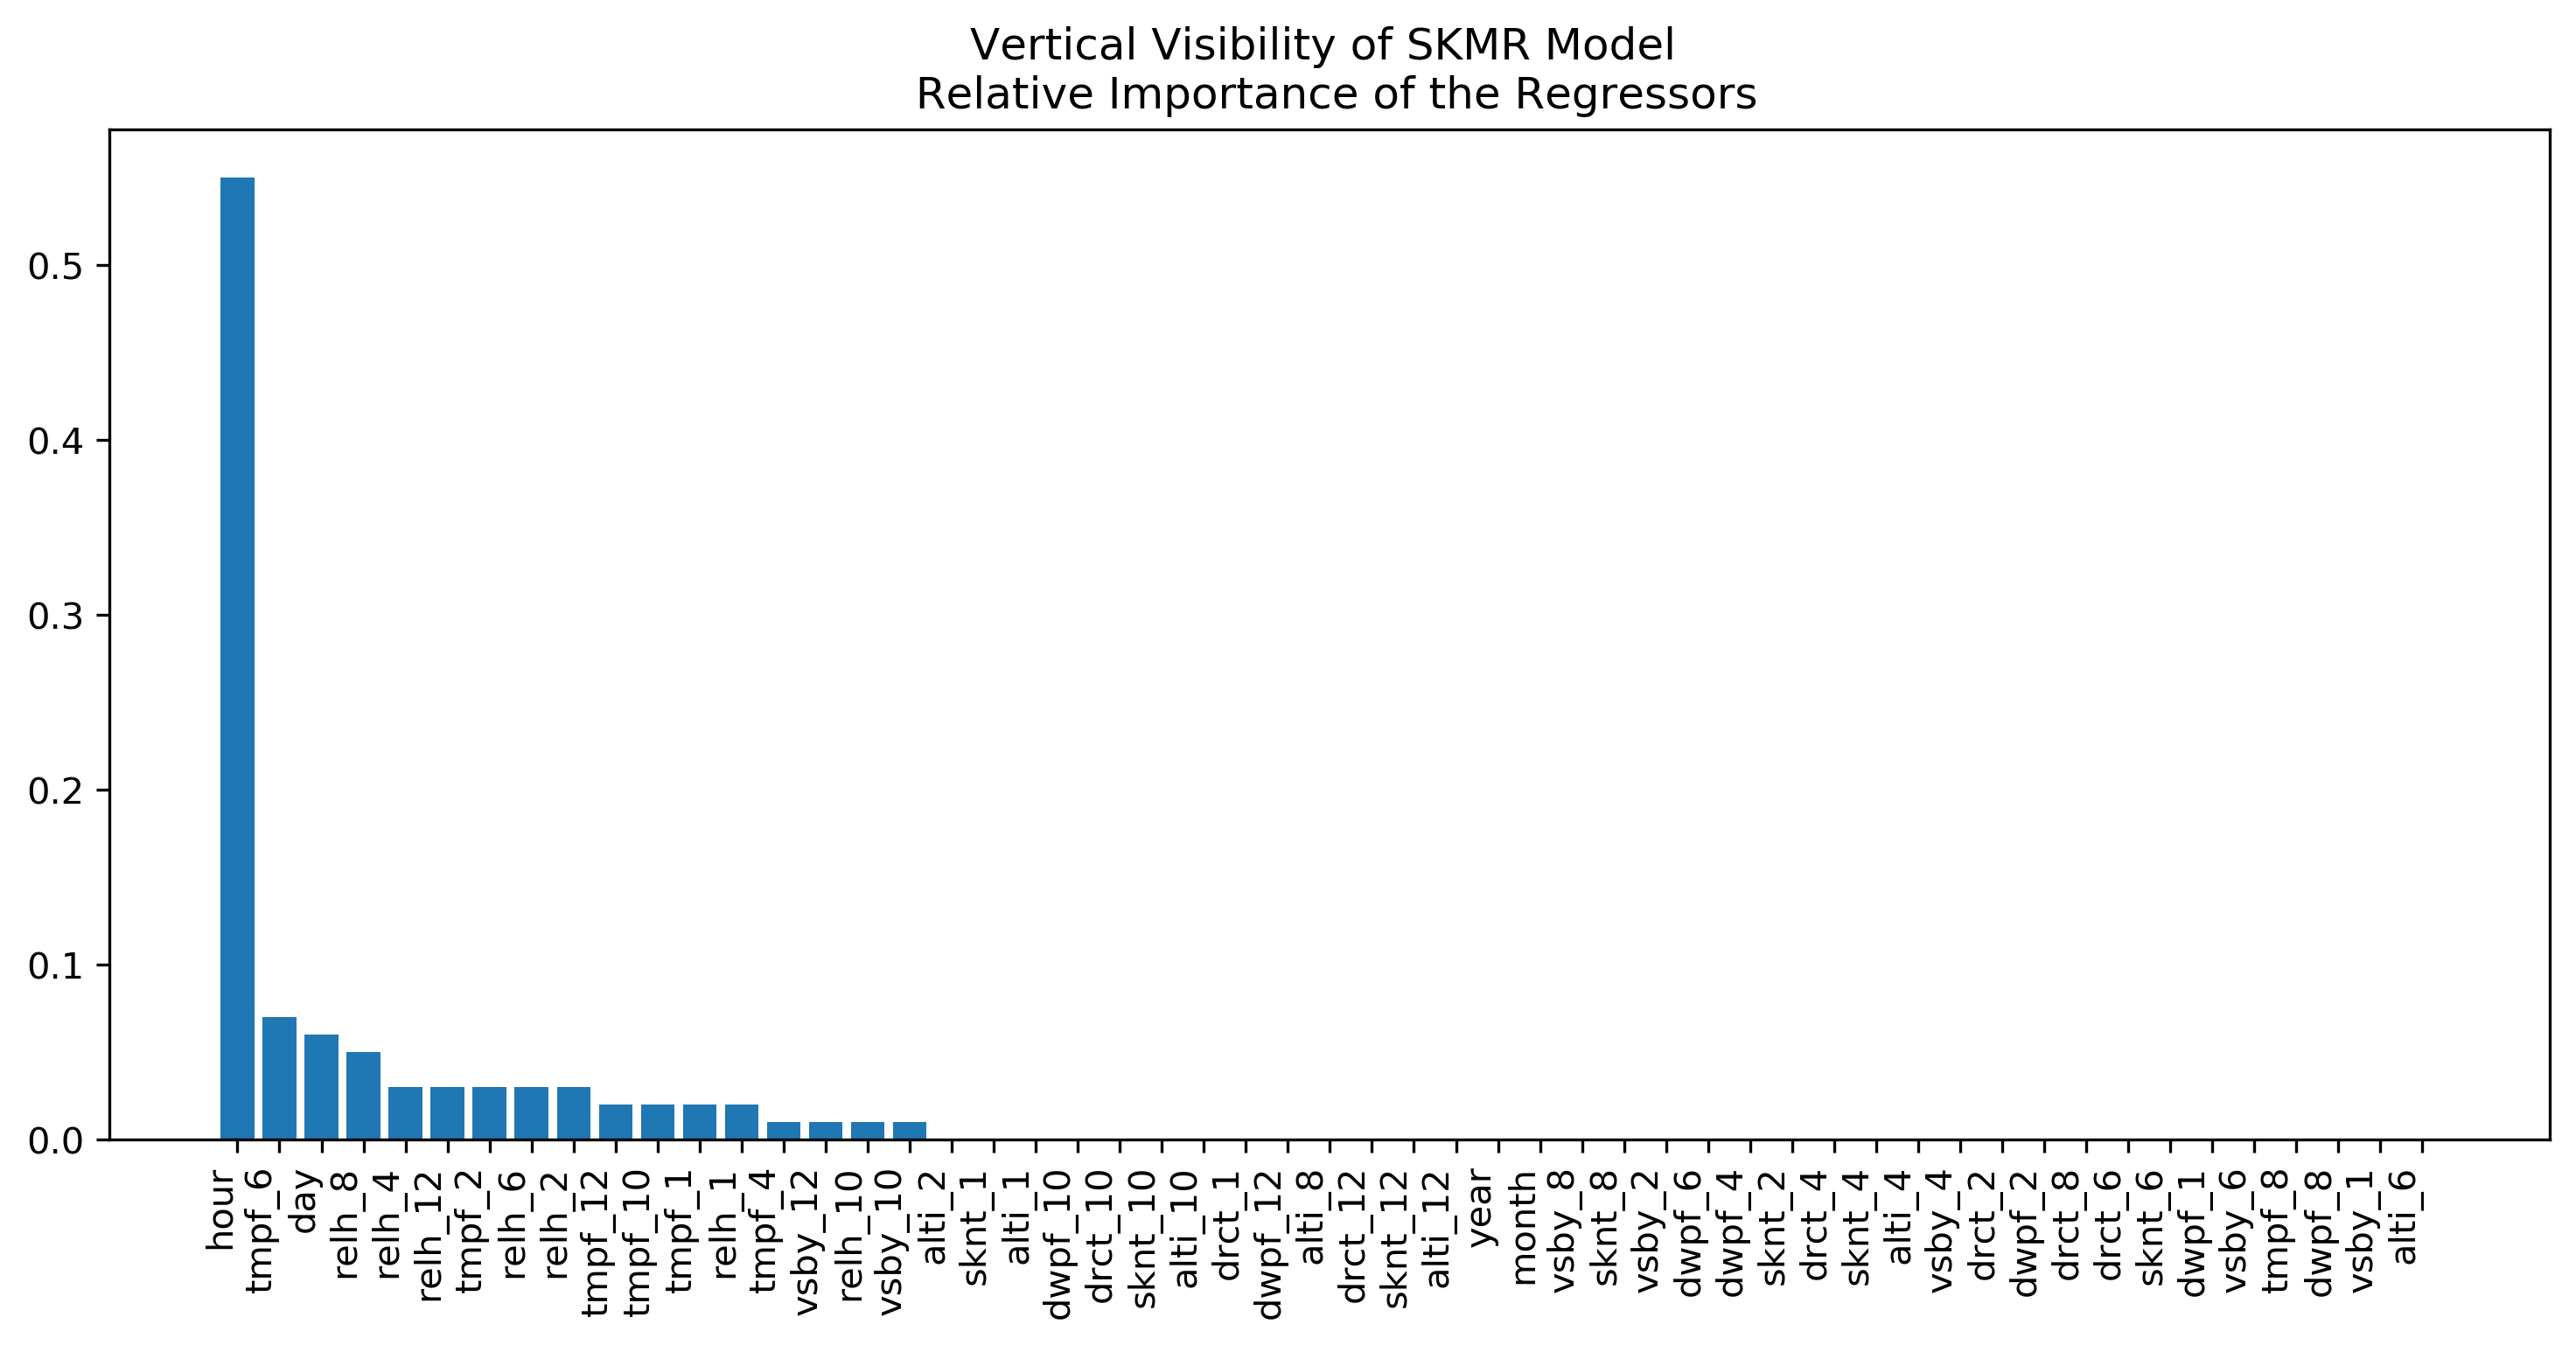 Vertical Visibility of SKMR Model
Relative Importance of the Regressors
0.5
0.4
0.3
0.2
0.1
0.0
hour
tmpf_6
day
relh_8
relh_4
relh_12
tmpf_2
relh_6
relh_2
tmpf_12
tmpf_10
tmpf_1
relh_1
tmpf_4
vsby_12
relh_10
vsby_10
alti_2
sknt_1
alti_1
dwpf_10
drct_10
sknt_10
alti_10
drct_1
dwpf_12
alti_8
drct_12
sknt_12
alti_12
year
month
vsby_8
sknt_8
vsby_2
dwpf_6
dwpf_4
sknt_2
drct_4
sknt_4
alti_4
vsby_4
drct_2
dwpf_2
drct_8
drct_6
sknt_6
dwpf_1
vsby_6
tmpf_8
dwpf_8
vsby_1
alti_6